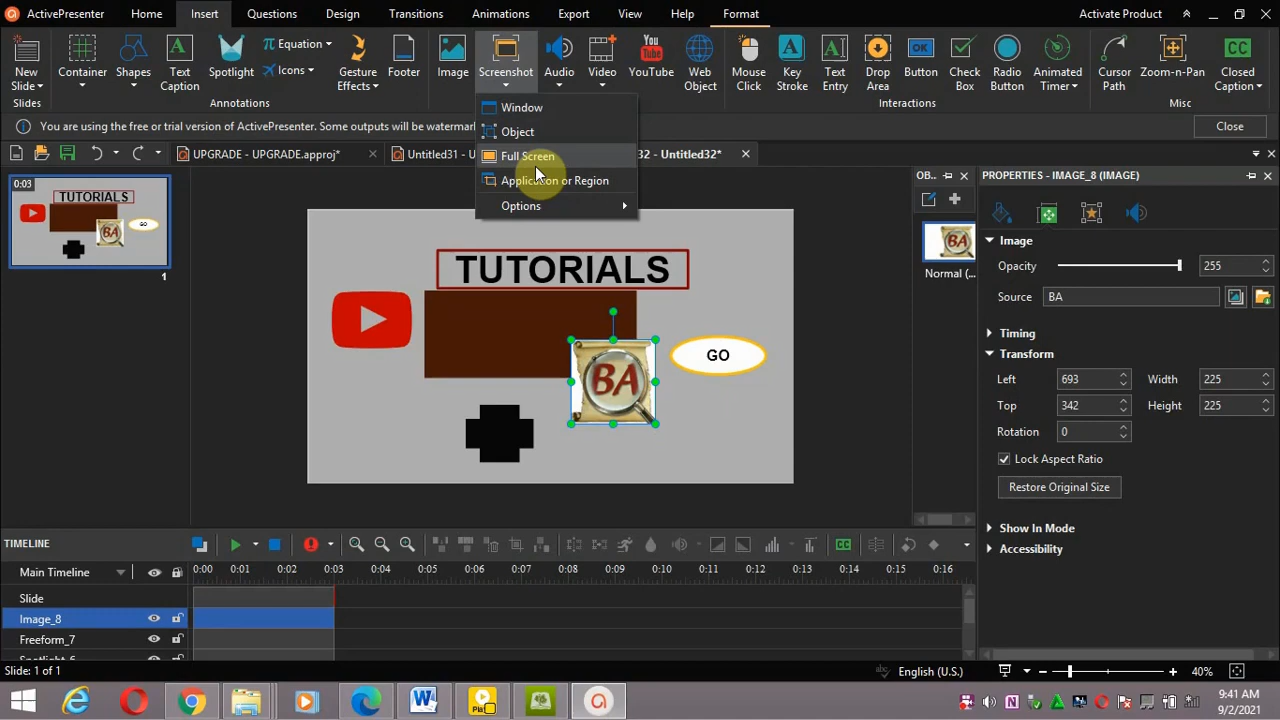 ActivePresenter Home Insert Questions Design Transitions Animations Export View Help Format Activate Product
New Slide Container Shapes Text Caption Spotlight Equation Icons Gesture Effects Footer Image Screenshot Audio Video YouTube Web Object Mouse Click Key Stroke Text Entry Drop Area Button Check Box Radio Button Animated Timer Cursor Path Zoom-n-Pan Closed Caption
Slides Annotations Interactions Misc
You are using the free or trial version of ActivePresenter. Some outputs will be watermar Close
Window
Object
Full Screen
Application or Region
Options
UPGRADE - UPGRADE.approj* Untitled31 - U 32 - Untitled32*
0:03
TUTORIALS
GO
BA
1
TUTORIALS
GO
BA
OB...
BA
Normal (...
PROPERTIES - IMAGE_8 (IMAGE)
Image
Opacity 255
Source BA
Timing
Transform
Left 693 Width 225
Top 342 Height 225
Rotation 0
Lock Aspect Ratio
Restore Original Size
Show In Mode
Accessibility
TIMELINE
Main Timeline 0:00 0:01 0:02 0:03 0:04 0:05 0:06 0:07 0:08 0:09 0:10 0:11 0:12 0:13 0:14 0:15 0:16
Slide
Image_8
Freeform_7
Spotlight_6
Slide: 1 of 1 English (U.S.) 40%
9:41 AM
9/2/2021